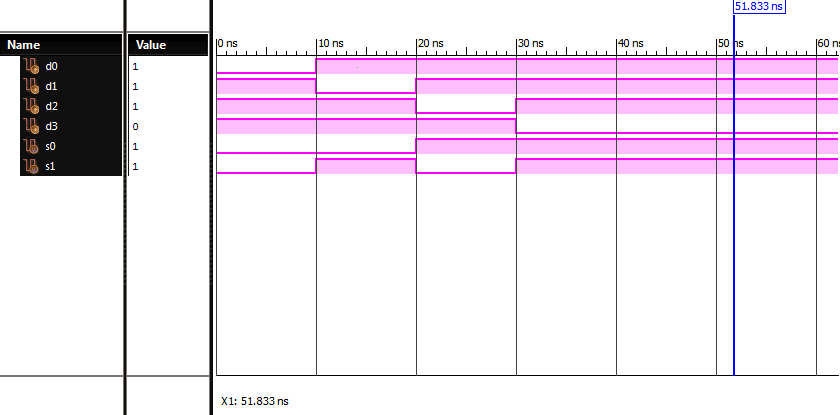 51.833 ns
Name Value
0 ns 10 ns 20 ns 30 ns 40 ns 50 ns 60 ns
d0 1
d1 1
d2 1
d3 0
s0 1
s1 1
X1: 51.833 ns